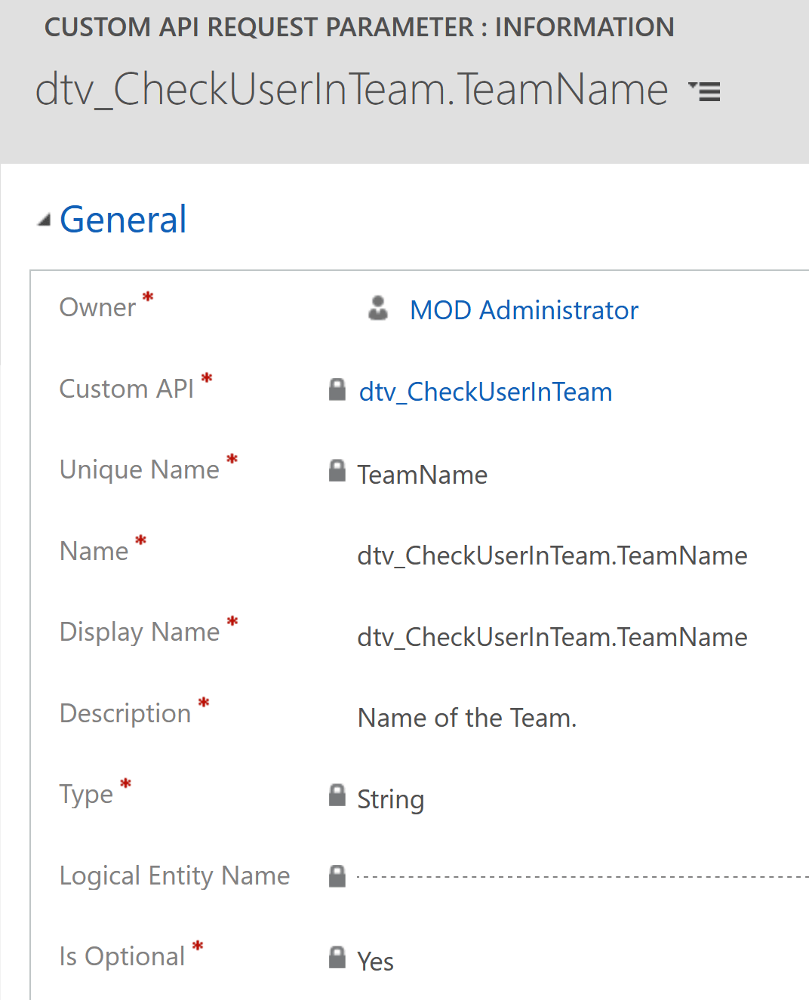 CUSTOM API REQUEST PARAMETER : INFORMATION
dtv_CheckUserInTeam.TeamName
General
Owner * MOD Administrator
Custom API * dtv_CheckUserInTeam
Unique Name * TeamName
Name * dtv_CheckUserInTeam.TeamName
Display Name * dtv_CheckUserInTeam.TeamName
Description * Name of the Team.
Type * String
Logical Entity Name
Is Optional * Yes